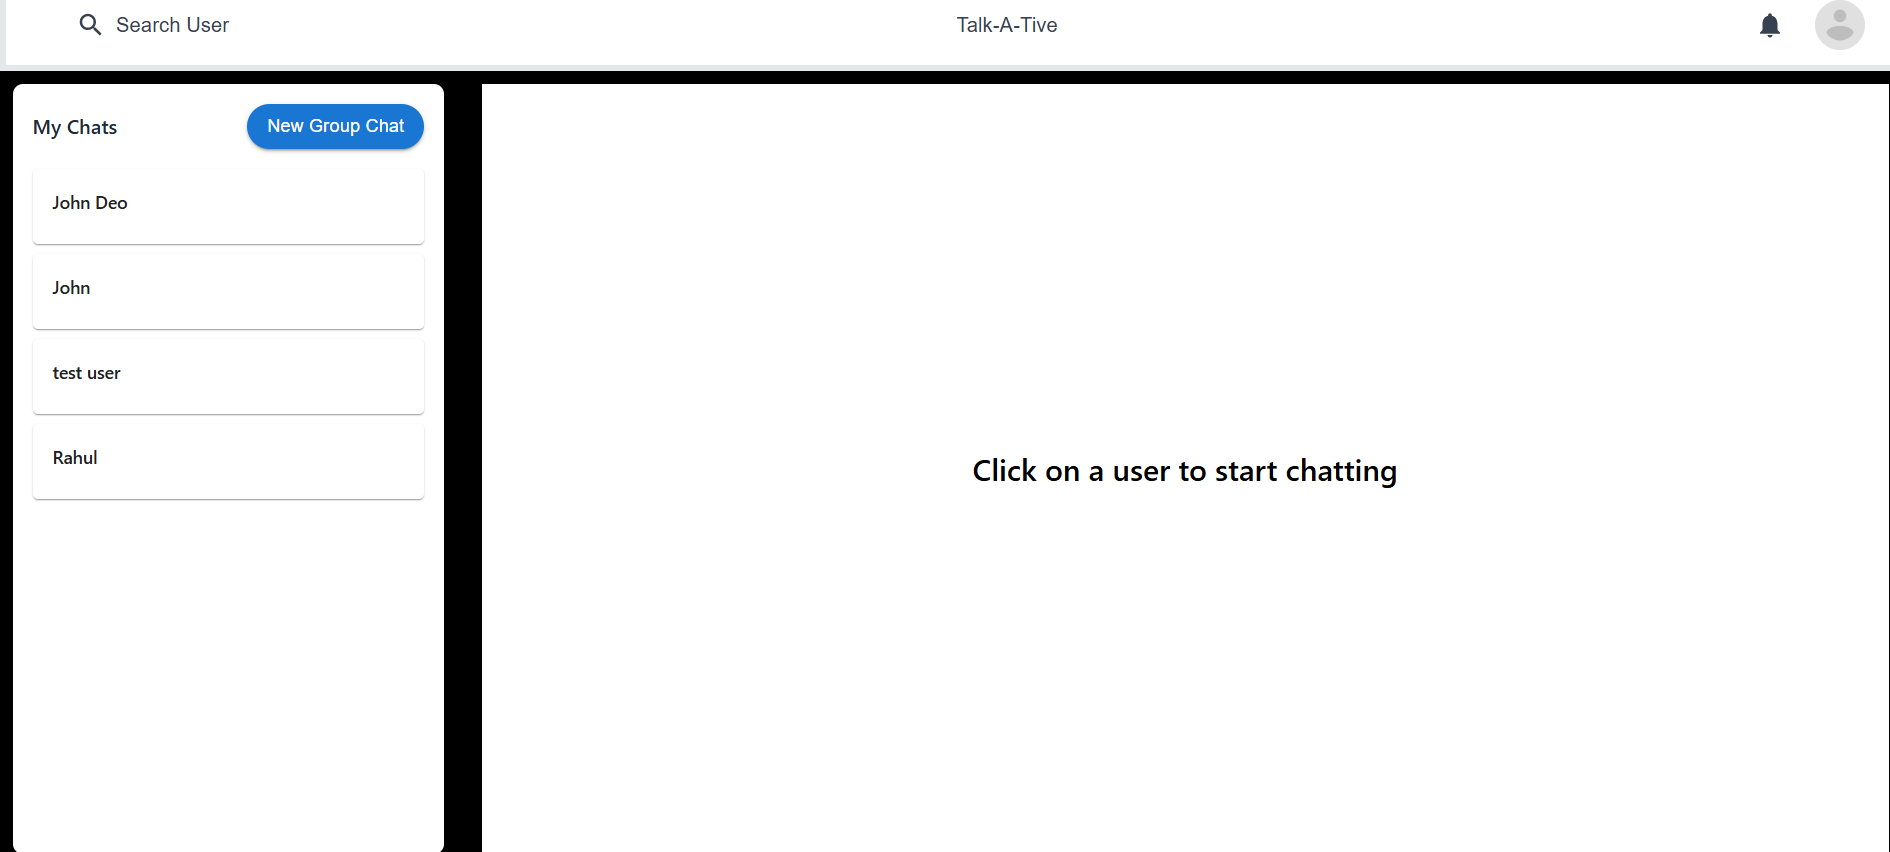 Search User
Talk-A-Tive
My Chats
New Group Chat
John Deo
John
test user
Rahul
Click on a user to start chatting